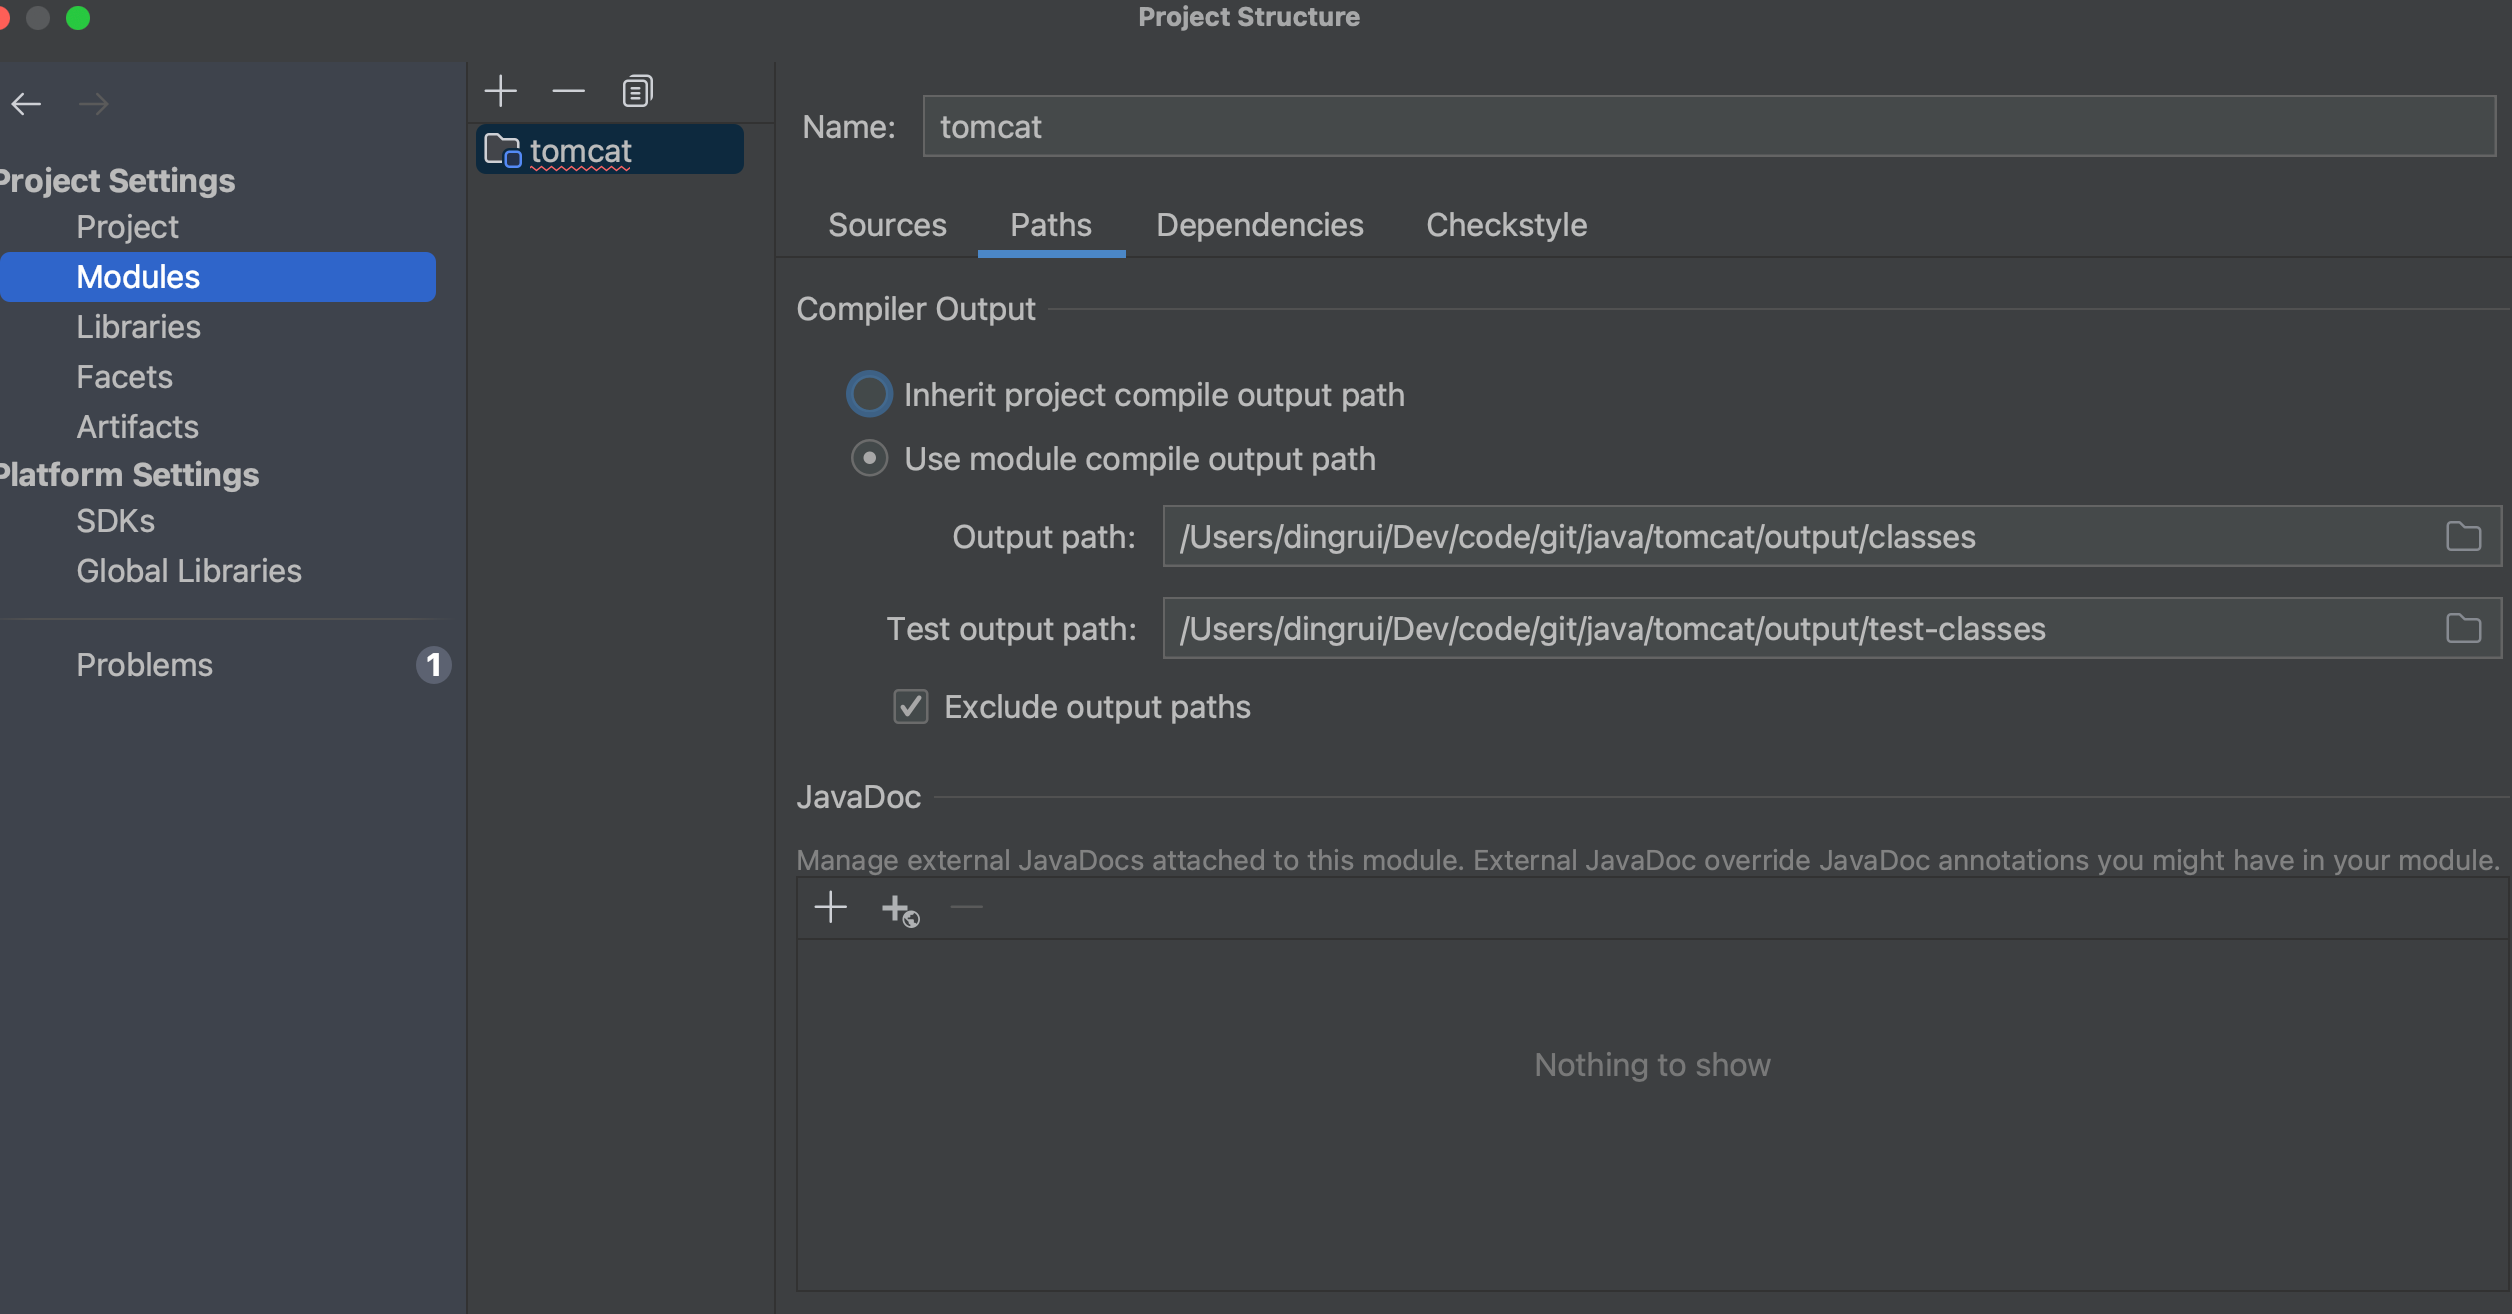 Project Structure
Project Settings
Project
Modules
Libraries
Facets
Artifacts
Platform Settings
SDKs
Global Libraries
Problems 1
tomcat
Name: tomcat
Sources Paths Dependencies Checkstyle
Compiler Output
Inherit project compile output path
Use module compile output path
Output path: /Users/dingrui/Dev/code/git/java/tomcat/output/classes
Test output path: /Users/dingrui/Dev/code/git/java/tomcat/output/test-classes
Exclude output paths
JavaDoc
Manage external JavaDocs attached to this module. External JavaDoc override JavaDoc annotations you might have in your module.
Nothing to show